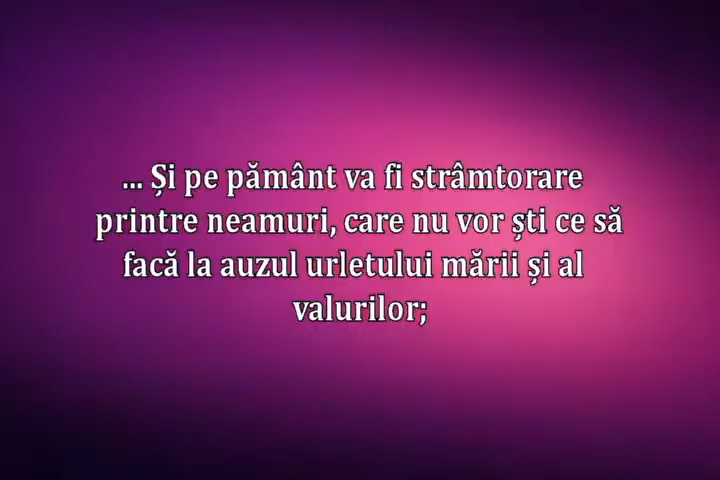 ... Și pe pământ va fi strâmtorare
printre neamuri, care nu vor ști ce să
facă la auzul urletului mării și al
valurilor;